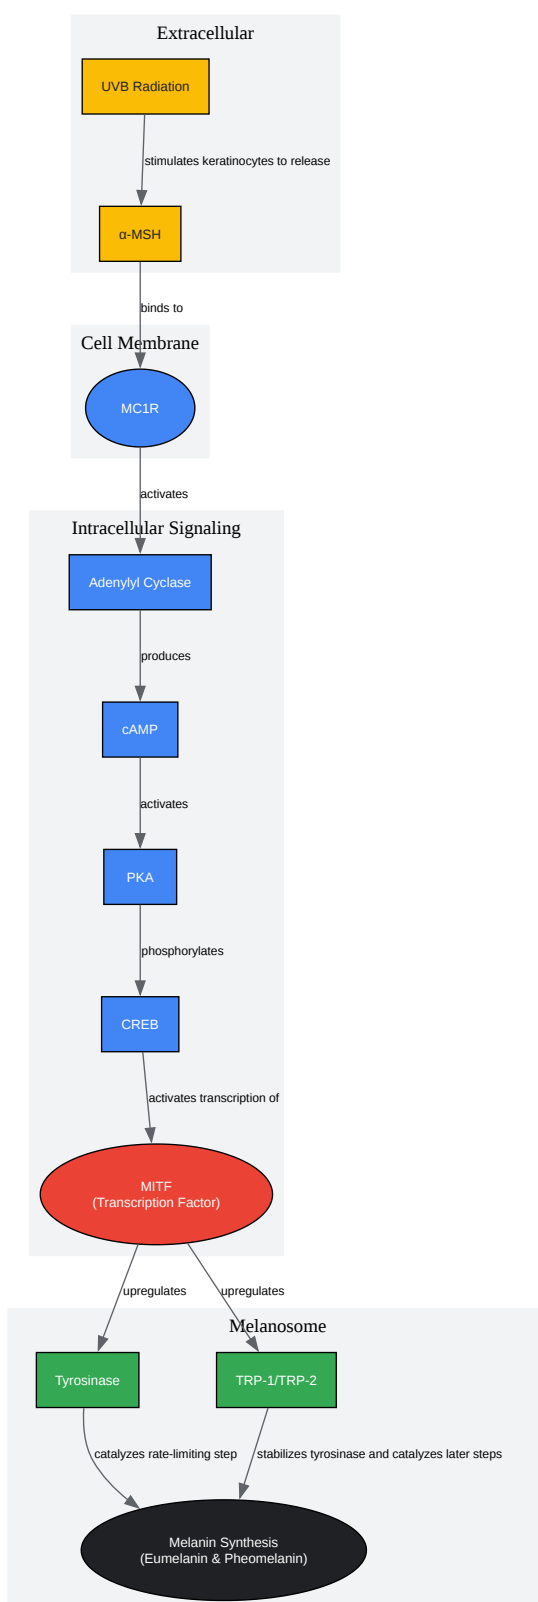 Extracellular
UVB Radiation
stimulates keratinocytes to release
α-MSH
binds to
Cell Membrane
MC1R
activates
Intracellular Signaling
Adenylyl Cyclase
produces
cAMP
activates
PKA
phosphorylates
CREB
activates transcription of
MITF
(Transcription Factor)
upregulates
upregulates
Melanosome
Tyrosinase
TRP-1/TRP-2
catalyzes rate-limiting step
stabilizes tyrosinase and catalyzes later steps
Melanin Synthesis
(Eumelanin & Pheomelanin)